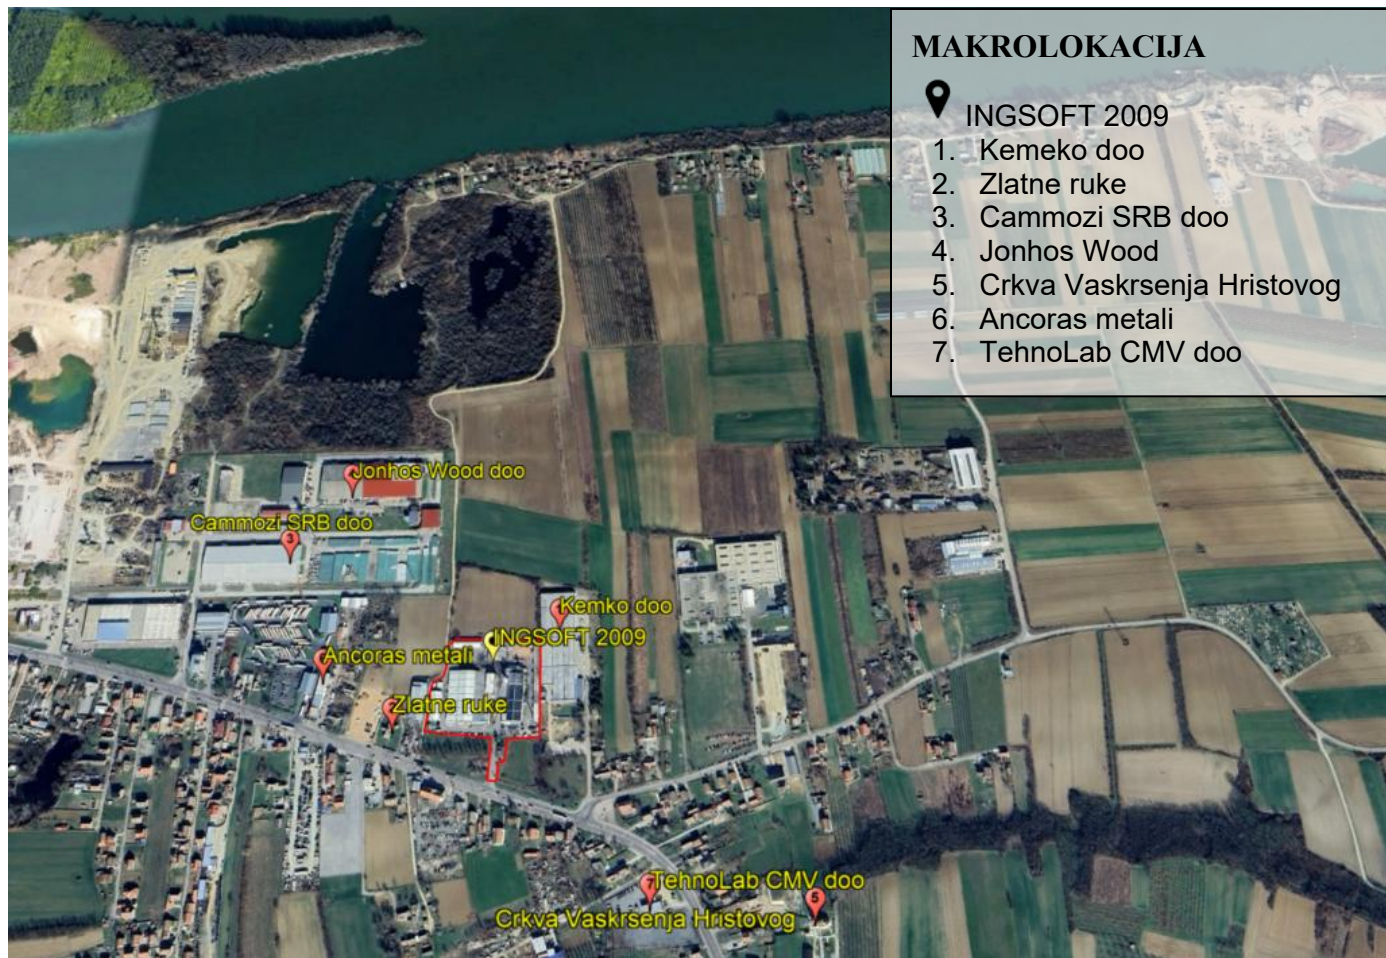 MAKROLOKACIJA
INGSOFT 2009
1. Kemeko doo
2. Zlatne ruke
3. Cammozi SRB doo
4. Jonhos Wood
5. Crkva Vaskrsenja Hristovog
6. Ancoras metali
7. TehnoLab CMV doo
Jonhos Wood doo
Cammozi SRB doo
3
Kemko doo
INGSOFT 2009
Ancoras metali
Zlatne ruke
7
TehnoLab CMV doo
Crkva Vaskrsenja Hristovog
5